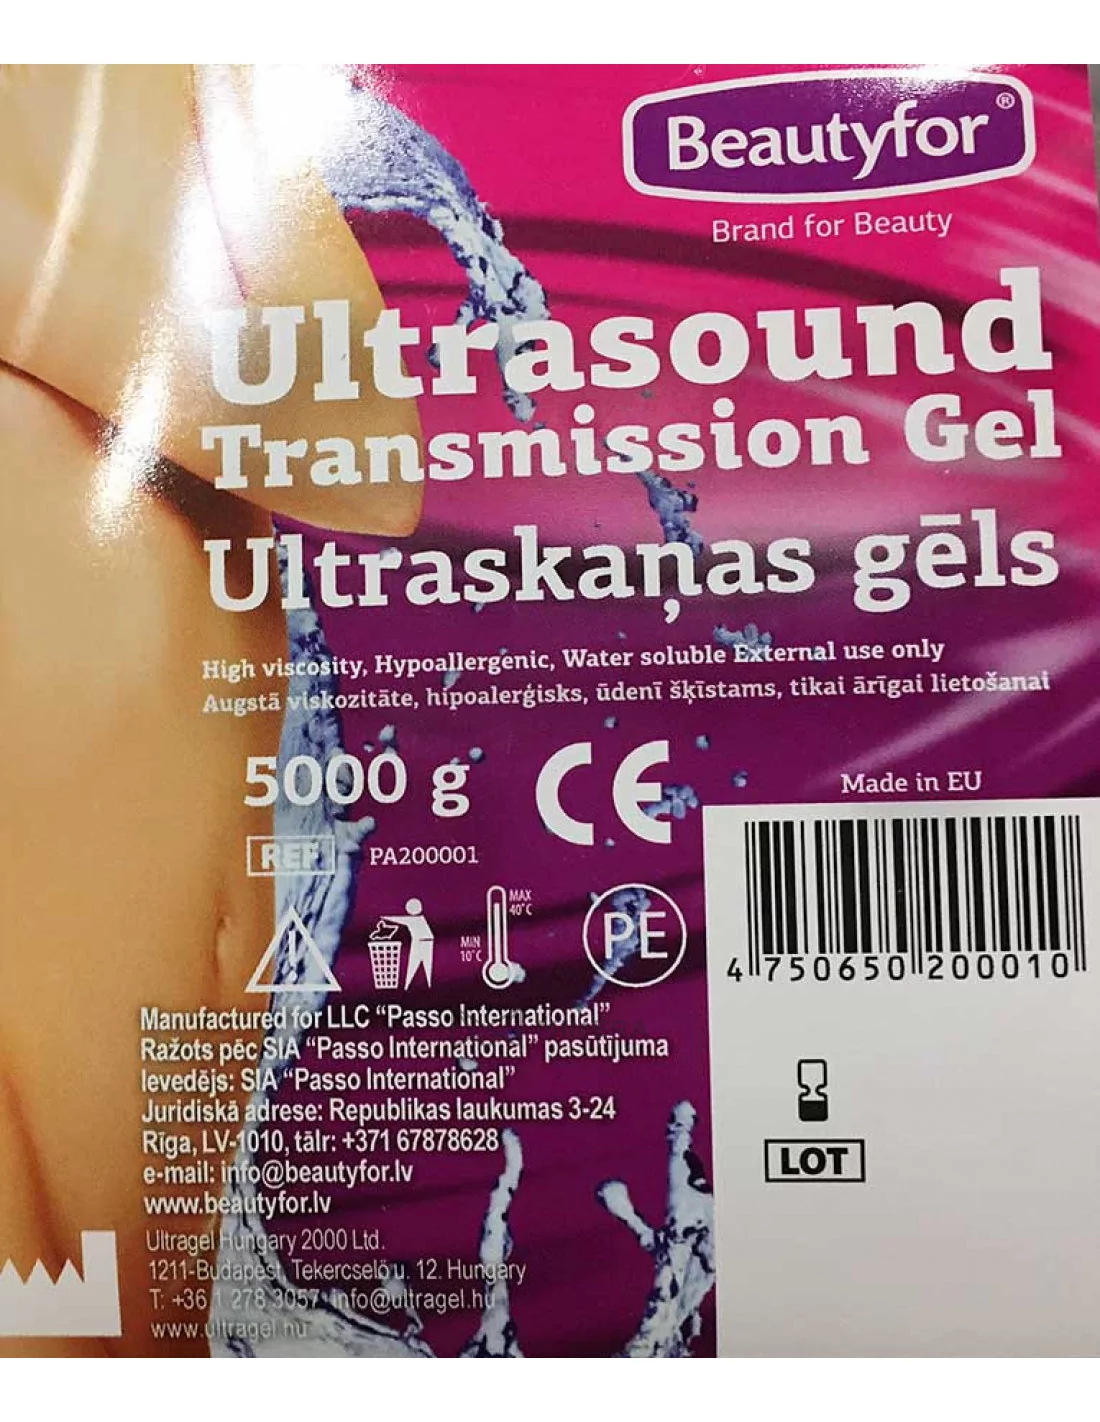 Beautyfor®
Brand for Beauty
Ultrasound
Transmission Gel
Ultraskaņas gēls
High viscosity, Hypoallergenic, Water soluble External use only
Augstā viskozitāte, hipoalerģisks, ūdenī šķīstams, tikai ārīgai lietošanai
5000 g
CE
Made in EU
REF PA200001
MAX
40°C
MIN
10°C
PE
4 750650 200010
Manufactured for LLC “Passo International”
Ražots pēc SIA “Passo International” pasūtījuma
Ievedējs: SIA “Passo International”
Juridiskā adrese: Republikas laukumas 3-24
Rīga, LV-1010, tālr: +371 67878628
e-mail: info@beautyfor.lv
www.beautyfor.lv
LOT
Ultragel Hungary 2000 Ltd.
1211-Budapest, Tekercselö u. 12. Hungary
T: +36 1 278 3057 info@ultragel.hu
www.ultragel.hu